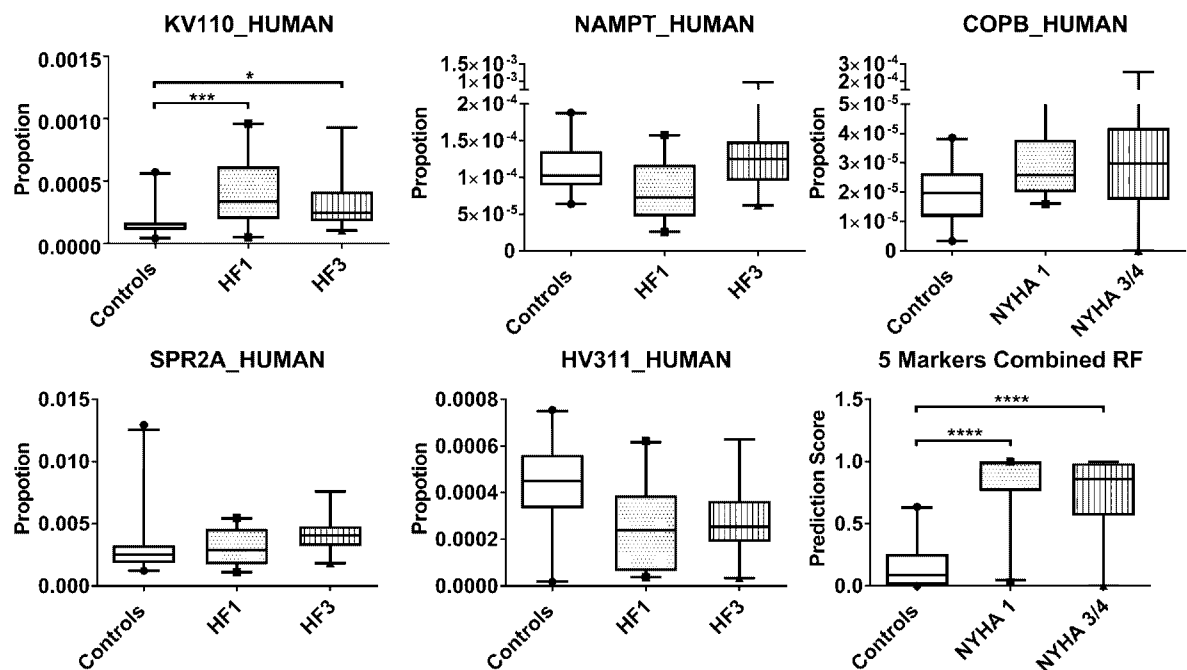 KV110_HUMAN
Propotion
0.0015
0.0010
0.0005
0.0000
***
*
Controls
HF1
HF3
NAMPT_HUMAN
Propotion
1.5×10⁻³
1×10⁻³
2×10⁻⁴
1×10⁻⁴
1×10⁻⁴
5×10⁻⁵
0
Controls
HF1
HF3
COPB_HUMAN
Propotion
3×10⁻⁴
2×10⁻⁴
5×10⁻⁵
4×10⁻⁵
3×10⁻⁵
2×10⁻⁵
1×10⁻⁵
0
Controls
NYHA 1
NYHA 3/4
SPR2A_HUMAN
Propotion
0.015
0.010
0.005
0.000
Controls
HF1
HF3
HV311_HUMAN
Propotion
0.0008
0.0006
0.0004
0.0002
0.0000
Controls
HF1
HF3
5 Markers Combined RF
Prediction Score
1.5
1.0
0.5
0.0
****
****
Controls
NYHA 1
NYHA 3/4